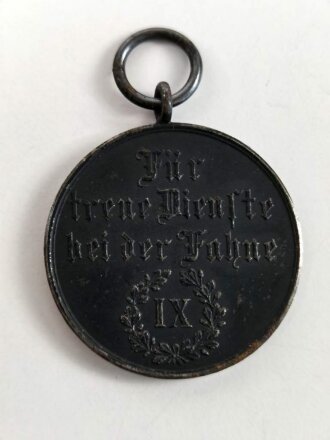 Für
treue Dienste
bei der Fahne
IX